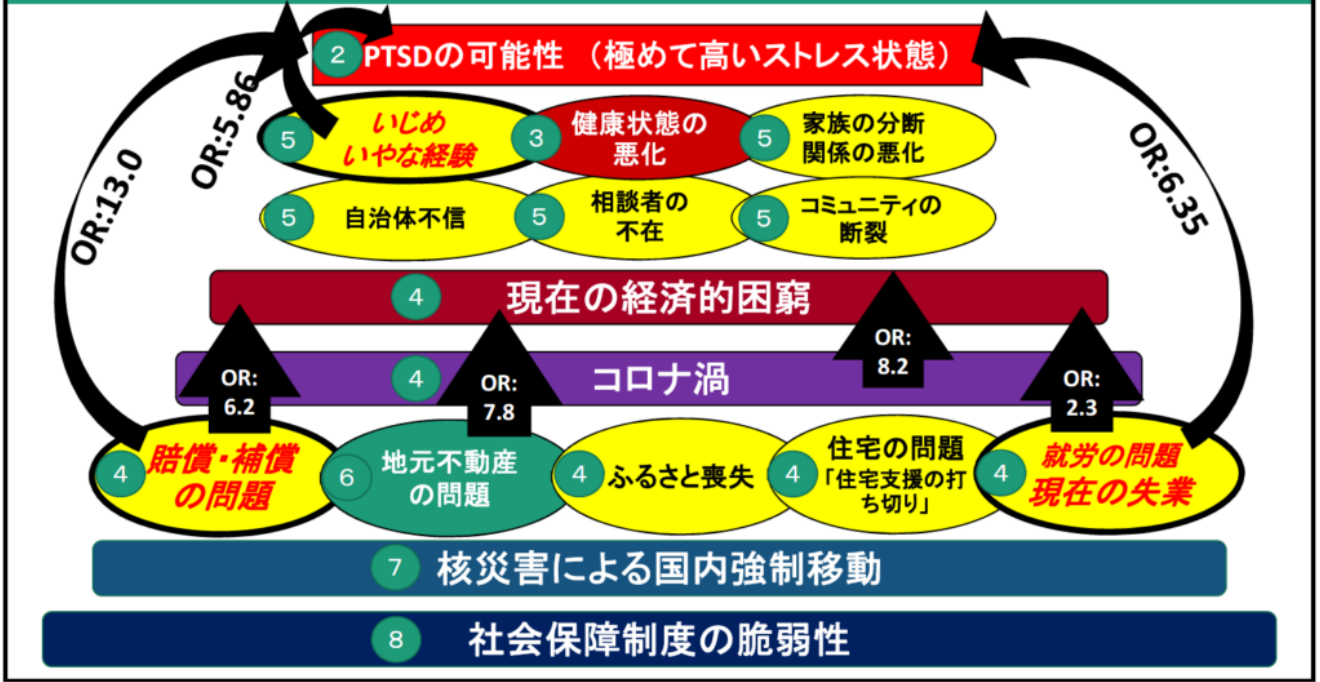 2 PTSDの可能性 （極めて高いストレス状態）
OR:13.0
OR:5.86
OR:6.35
5 いじめ
いやな経験
3 健康状態の
悪化
5 家族の分断
関係の悪化
5 自治体不信
5 相談者の
不在
5 コミュニティの
断裂
4 現在の経済的困窮
OR:
6.2
OR:
7.8
OR:
8.2
OR:
2.3
4 コロナ渦
4 賠償・補償
の問題
6 地元不動産
の問題
4 ふるさと喪失
4 住宅の問題
「住宅支援の打
ち切り」
4 就労の問題
現在の失業
7 核災害による国内強制移動
8 社会保障制度の脆弱性